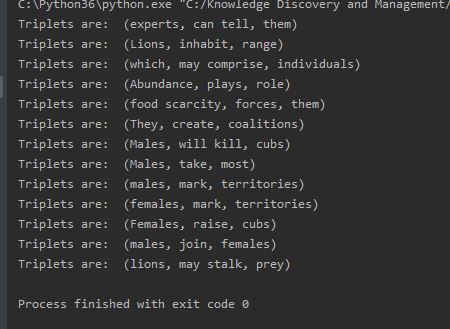 C:\Python36\python.exe "C:/Knowledge Discovery and Management/
Triplets are:  (experts, can tell, them)
Triplets are:  (Lions, inhabit, range)
Triplets are:  (which, may comprise, individuals)
Triplets are:  (Abundance, plays, role)
Triplets are:  (food scarcity, forces, them)
Triplets are:  (They, create, coalitions)
Triplets are:  (Males, will kill, cubs)
Triplets are:  (Males, take, most)
Triplets are:  (males, mark, territories)
Triplets are:  (females, mark, territories)
Triplets are:  (Females, raise, cubs)
Triplets are:  (males, join, females)
Triplets are:  (lions, may stalk, prey)
Process finished with exit code 0